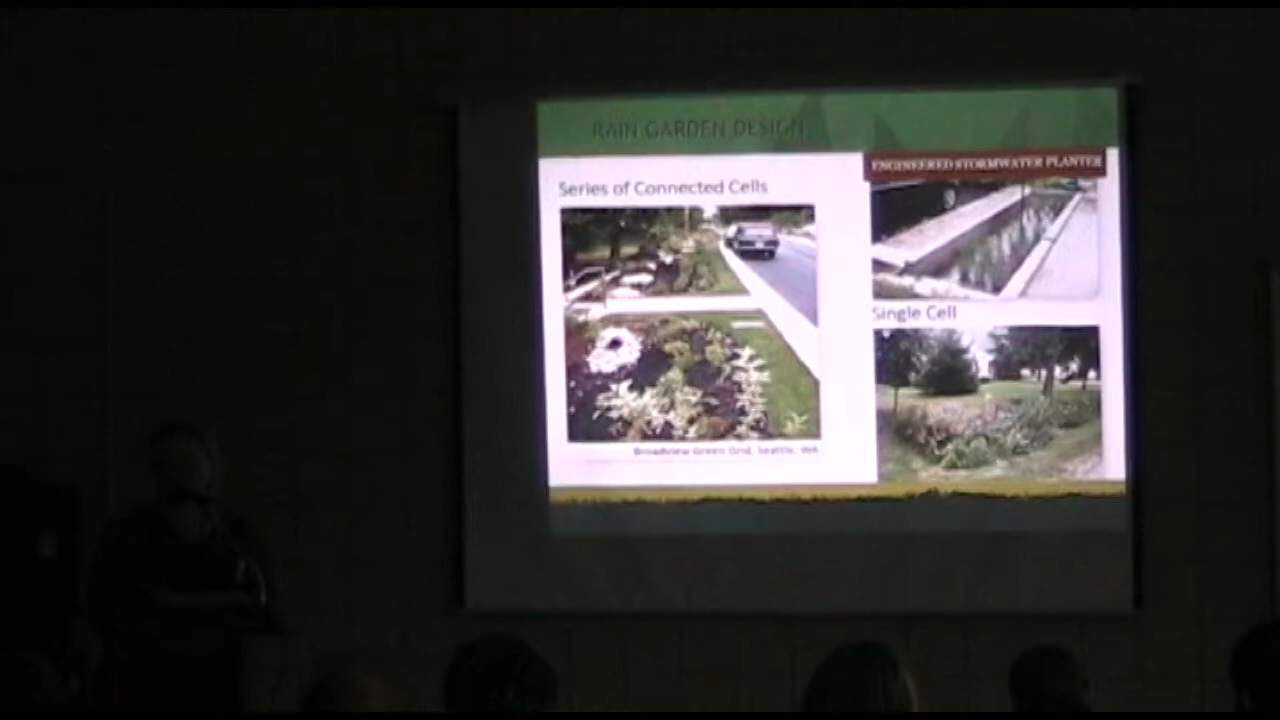 RAIN GARDEN DESIGN
Series of Connected Cells
Broadview Green Grid, Seattle, WA
ENGINEERED STORMWATER PLANTER
Single Cell